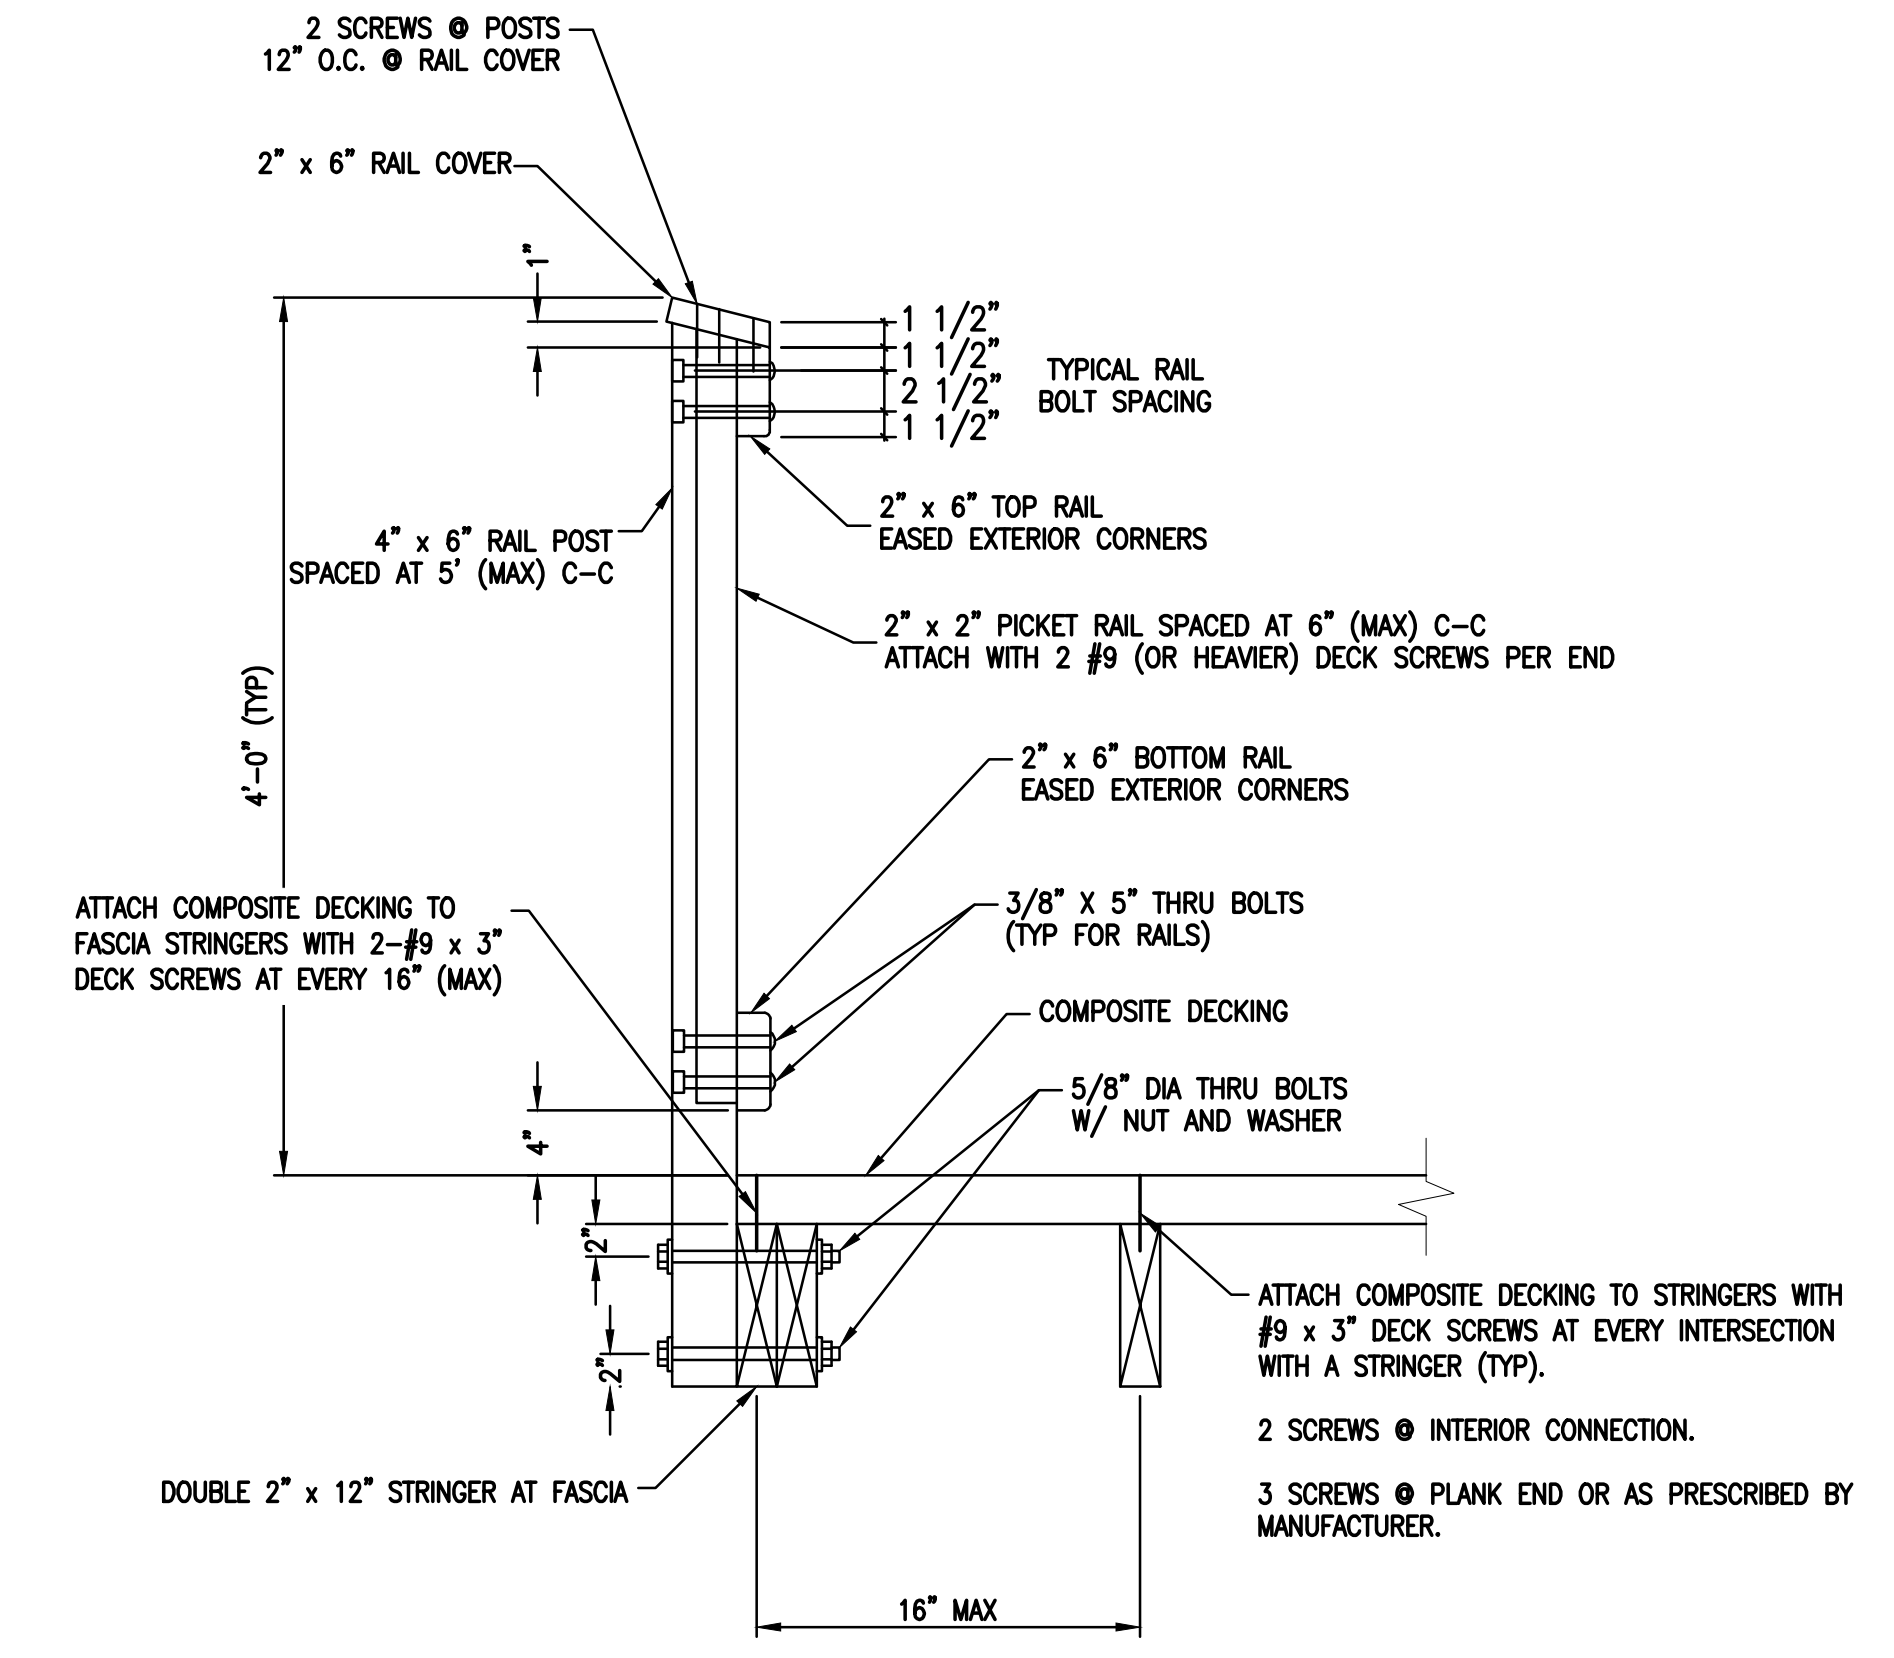 2 SCREWS @ POSTS
12" O.C. @ RAIL COVER
2" x 6" RAIL COVER
1"
1 1/2"
1 1/2"
2 1/2"
1 1/2"
TYPICAL RAIL
BOLT SPACING
2" x 6" TOP RAIL
EASED EXTERIOR CORNERS
4" x 6" RAIL POST
SPACED AT 5' (MAX) C-C
2" x 2" PICKET RAIL SPACED AT 6" (MAX) C-C
ATTACH WITH 2 #9 (OR HEAVIER) DECK SCREWS PER END
4'-0" (TYP)
2" x 6" BOTTOM RAIL
EASED EXTERIOR CORNERS
ATTACH COMPOSITE DECKING TO
FASCIA STRINGERS WITH 2-#9 x 3"
DECK SCREWS AT EVERY 16" (MAX)
3/8" X 5" THRU BOLTS
(TYP FOR RAILS)
COMPOSITE DECKING
5/8" DIA THRU BOLTS
W/ NUT AND WASHER
4"
2"
2"
ATTACH COMPOSITE DECKING TO STRINGERS WITH
#9 x 3" DECK SCREWS AT EVERY INTERSECTION
WITH A STRINGER (TYP).
2 SCREWS @ INTERIOR CONNECTION.
3 SCREWS @ PLANK END OR AS PRESCRIBED BY
MANUFACTURER.
DOUBLE 2" x 12" STRINGER AT FASCIA
16" MAX